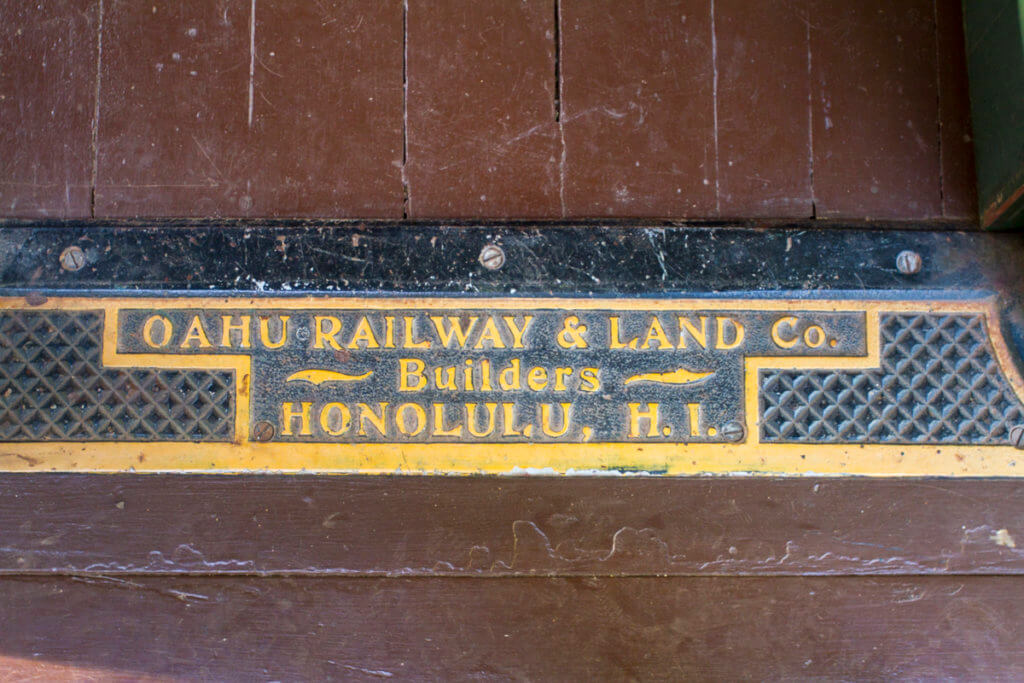 OAHU RAILWAY & LAND Co.
Builders
HONOLULU, H. I.